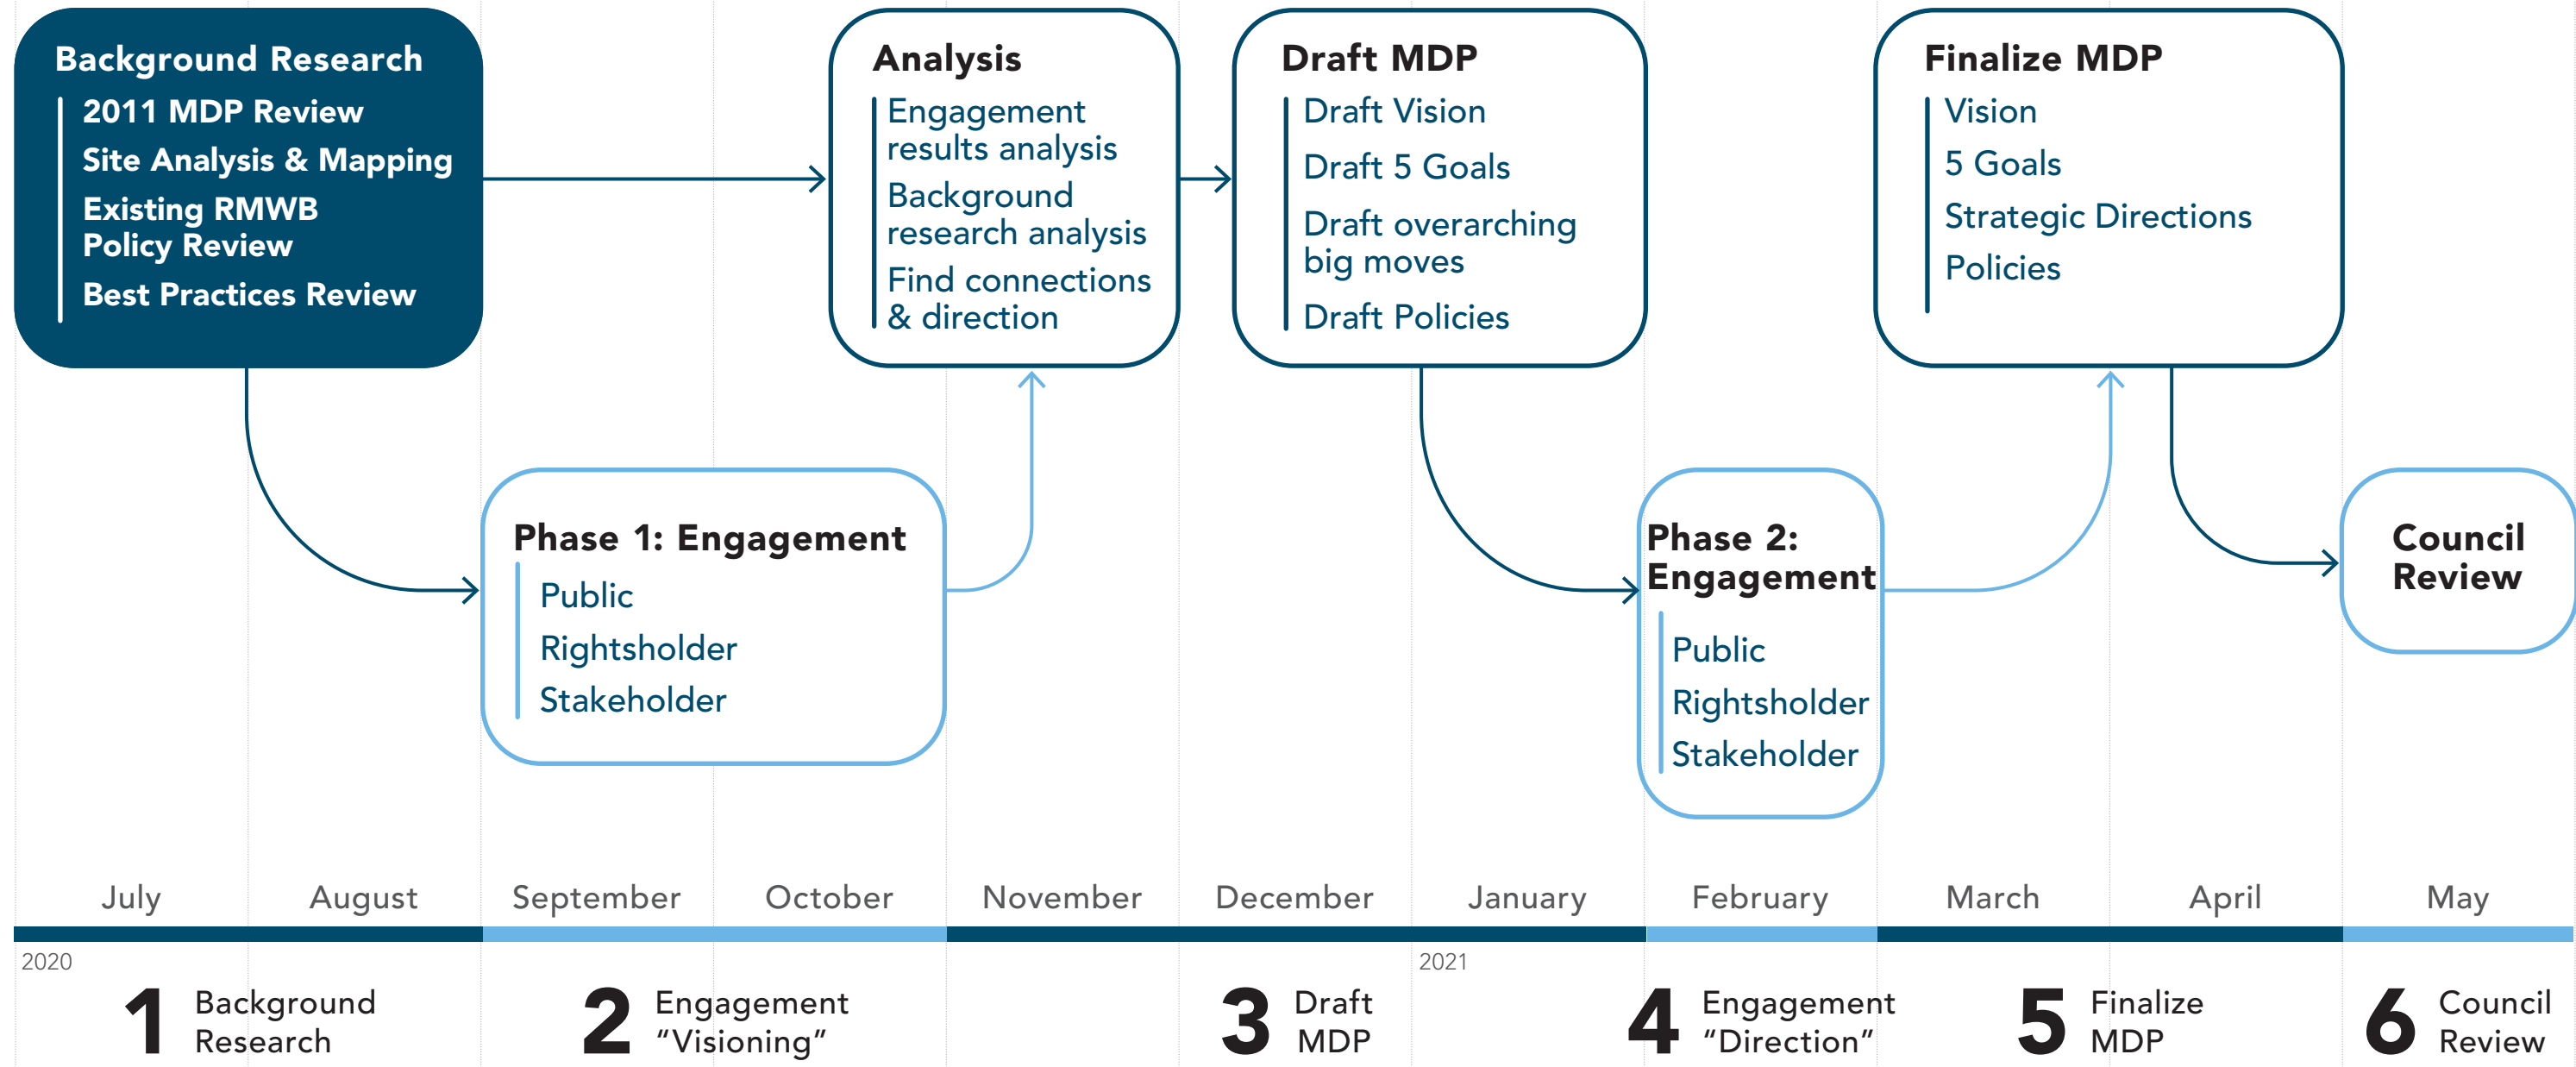 Background Research
2011 MDP Review
Site Analysis & Mapping
Existing RMWB
Policy Review
Best Practices Review
Analysis
Engagement
results analysis
Background
research analysis
Find connections
& direction
Draft MDP
Draft Vision
Draft 5 Goals
Draft overarching
big moves
Draft Policies
Finalize MDP
Vision
5 Goals
Strategic Directions
Policies
Phase 1: Engagement
Public
Rightsholder
Stakeholder
Phase 2:
Engagement
Public
Rightsholder
Stakeholder
Council
Review
July August September October November December January February March April May
2020 2021
1 Background
Research
2 Engagement
“Visioning”
3 Draft
MDP
4 Engagement
“Direction”
5 Finalize
MDP
6 Council
Review